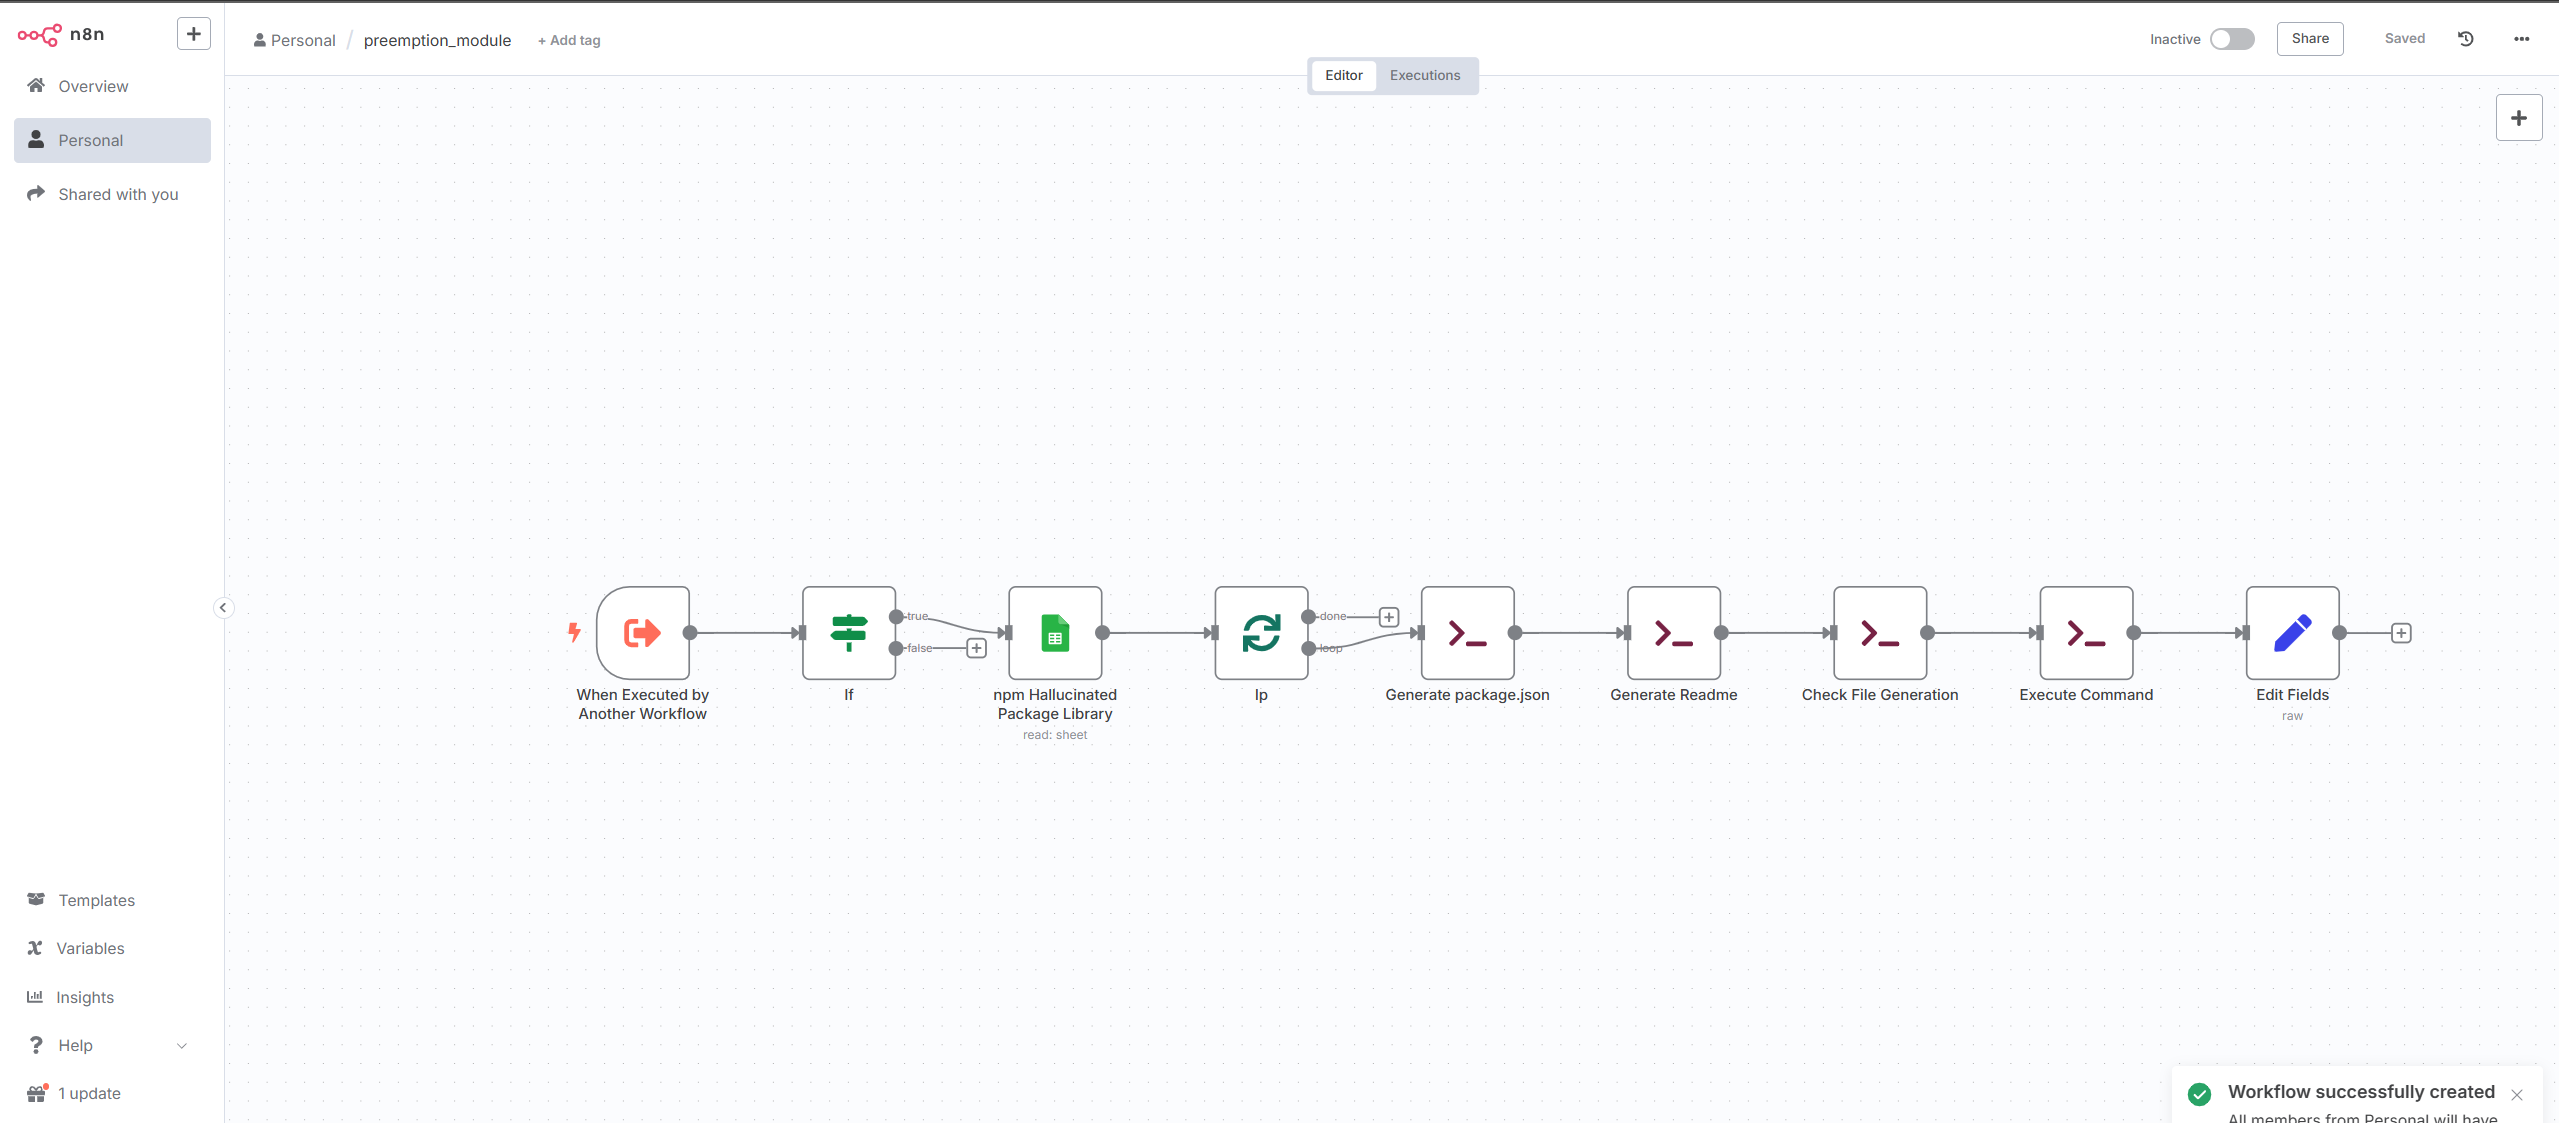 n8n
Personal / preemption_module + Add tag
Inactive
Share
Saved
Editor
Executions
Overview
Personal
Shared with you
true
false
done
loop
When Executed by
Another Workflow
If
npm Hallucinated
Package Library
read: sheet
lp
Generate package.json
Generate Readme
Check File Generation
Execute Command
Edit Fields
raw
Templates
Variables
Insights
Help
1 update
Workflow successfully created
All members from Personal will have